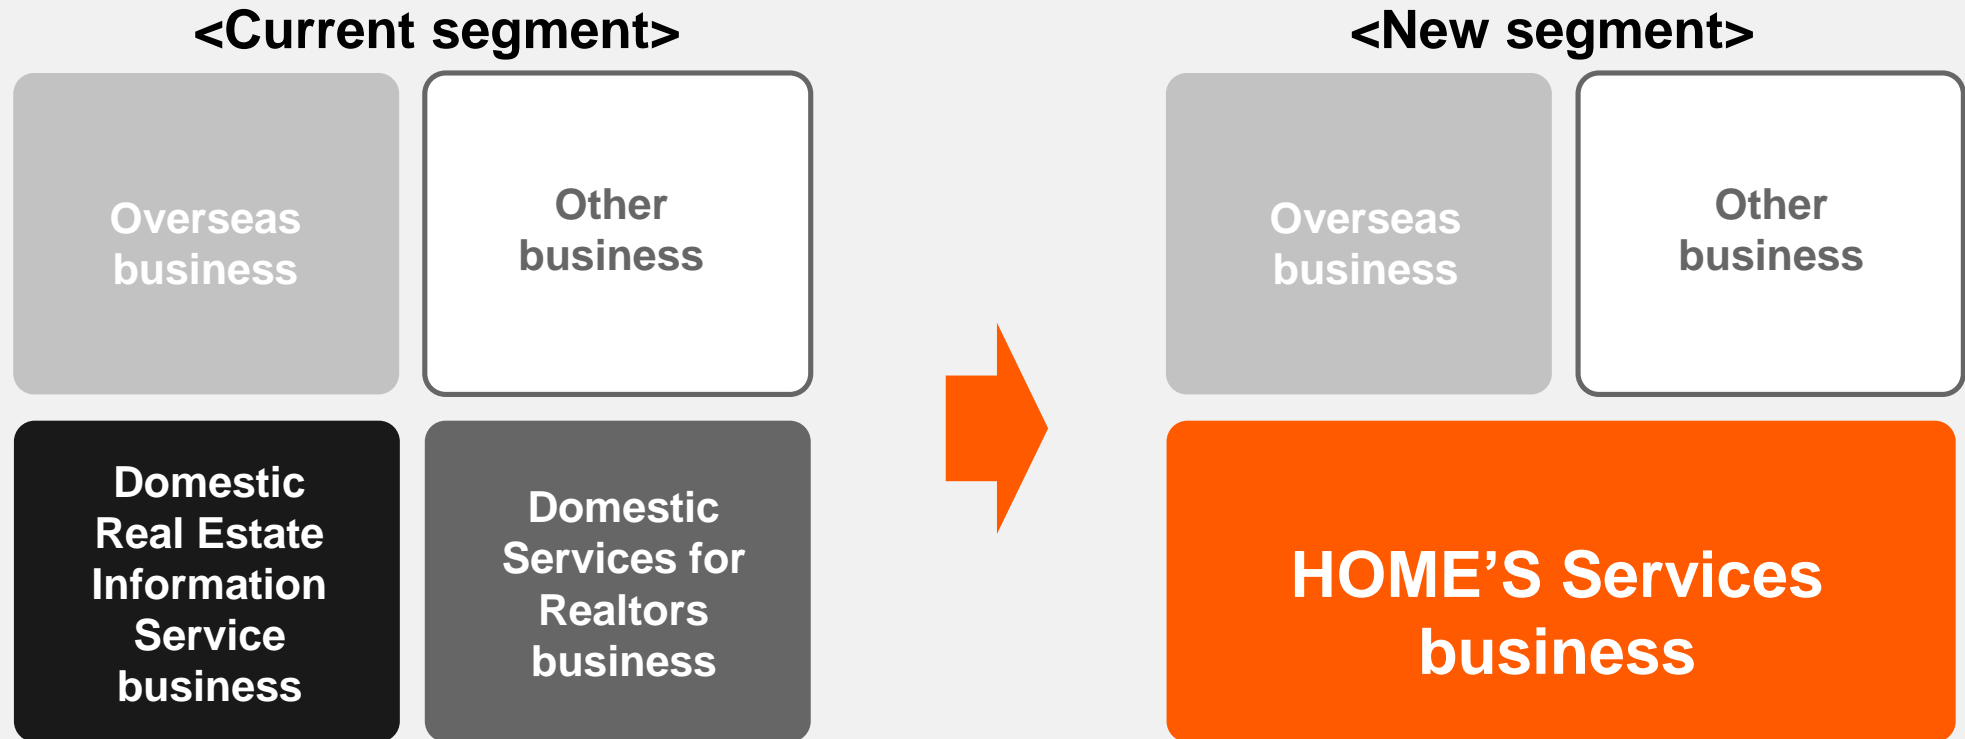 <Current segment>
Overseas
business
Other
business
Domestic
Real Estate
Information
Service
business
Domestic
Services for
Realtors
business
<New segment>
Overseas
business
Other
business
HOME’S Services
business